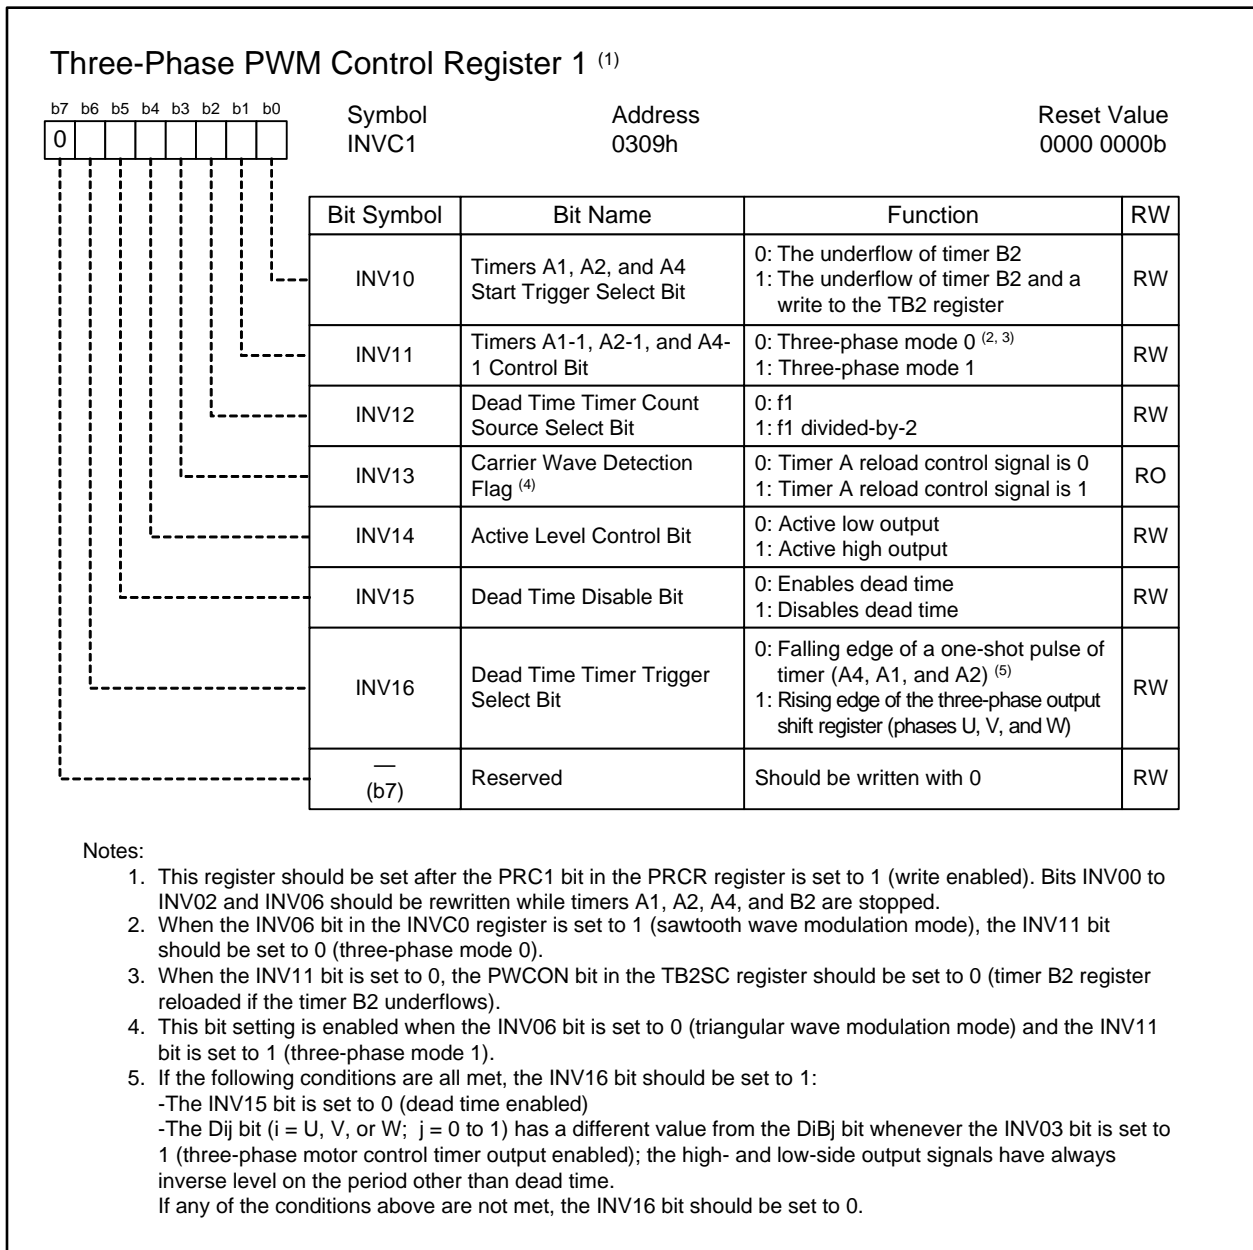 Three-Phase PWM Control Register 1 (1)
b7 b6 b5 b4 b3 b2 b1 b0
0
Symbol Address Reset Value
INVC1 0309h 0000 0000b
Bit Symbol Bit Name Function RW
INV10 Timers A1, A2, and A4 Start Trigger Select Bit 0: The underflow of timer B2 RW
1: The underflow of timer B2 and a
write to the TB2 register
INV11 Timers A1-1, A2-1, and A4- 0: Three-phase mode 0 (2, 3) RW
1 Control Bit 1: Three-phase mode 1
INV12 Dead Time Timer Count 0: f1 RW
Source Select Bit 1: f1 divided-by-2
INV13 Carrier Wave Detection 0: Timer A reload control signal is 0 RO
Flag (4) 1: Timer A reload control signal is 1
INV14 Active Level Control Bit 0: Active low output RW
1: Active high output
INV15 Dead Time Disable Bit 0: Enables dead time RW
1: Disables dead time
INV16 Dead Time Timer Trigger Select Bit 0: Falling edge of a one-shot pulse of RW
timer (A4, A1, and A2) (5)
1: Rising edge of the three-phase output
shift register (phases U, V, and W)
— (b7) Reserved Should be written with 0 RW
Notes:
1. This register should be set after the PRC1 bit in the PRCR register is set to 1 (write enabled). Bits INV00 to
INV02 and INV06 should be rewritten while timers A1, A2, A4, and B2 are stopped.
2. When the INV06 bit in the INVC0 register is set to 1 (sawtooth wave modulation mode), the INV11 bit
should be set to 0 (three-phase mode 0).
3. When the INV11 bit is set to 0, the PWCON bit in the TB2SC register should be set to 0 (timer B2 register
reloaded if the timer B2 underflows).
4. This bit setting is enabled when the INV06 bit is set to 0 (triangular wave modulation mode) and the INV11
bit is set to 1 (three-phase mode 1).
5. If the following conditions are all met, the INV16 bit should be set to 1:
-The INV15 bit is set to 0 (dead time enabled)
-The Dij bit (i = U, V, or W; j = 0 to 1) has a different value from the DiBj bit whenever the INV03 bit is set to
1 (three-phase motor control timer output enabled); the high- and low-side output signals have always
inverse level on the period other than dead time.
If any of the conditions above are not met, the INV16 bit should be set to 0.